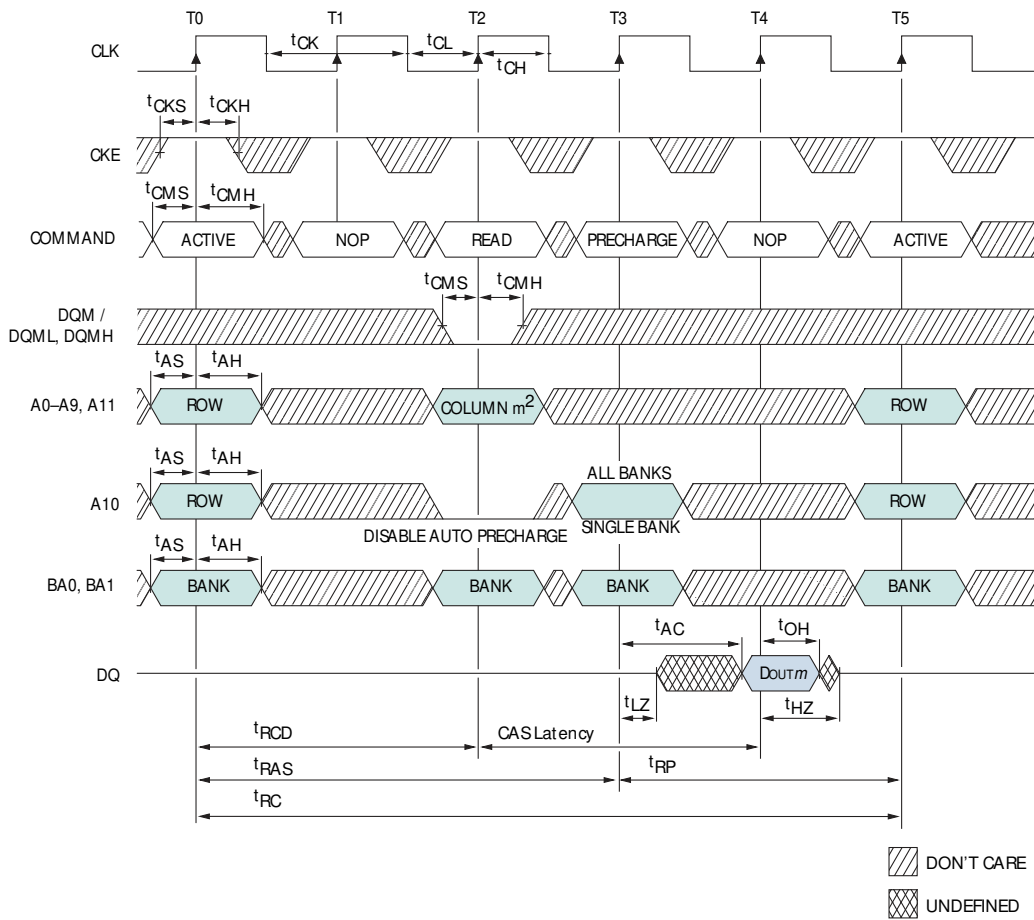 T0 T1 T2 T3 T4 T5
CLK tCK tCL tCH
tCKS tCKH
CKE
tCMS tCMH
COMMAND ACTIVE NOP READ PRECHARGE NOP ACTIVE
tCMS tCMH
DQM /
DQML, DQMH
tAS tAH
A0–A9, A11 ROW COLUMN m2 ROW
tAS tAH ALL BANKS
A10 ROW ROW
DISABLE AUTO PRECHARGE SINGLE BANK
tAS tAH
BA0, BA1 BANK BANK BANK BANK
tAC tOH
DQ DOUT m
tLZ tHZ
tRCD CAS Latency
tRAS tRP
tRC
DON'T CARE
UNDEFINED